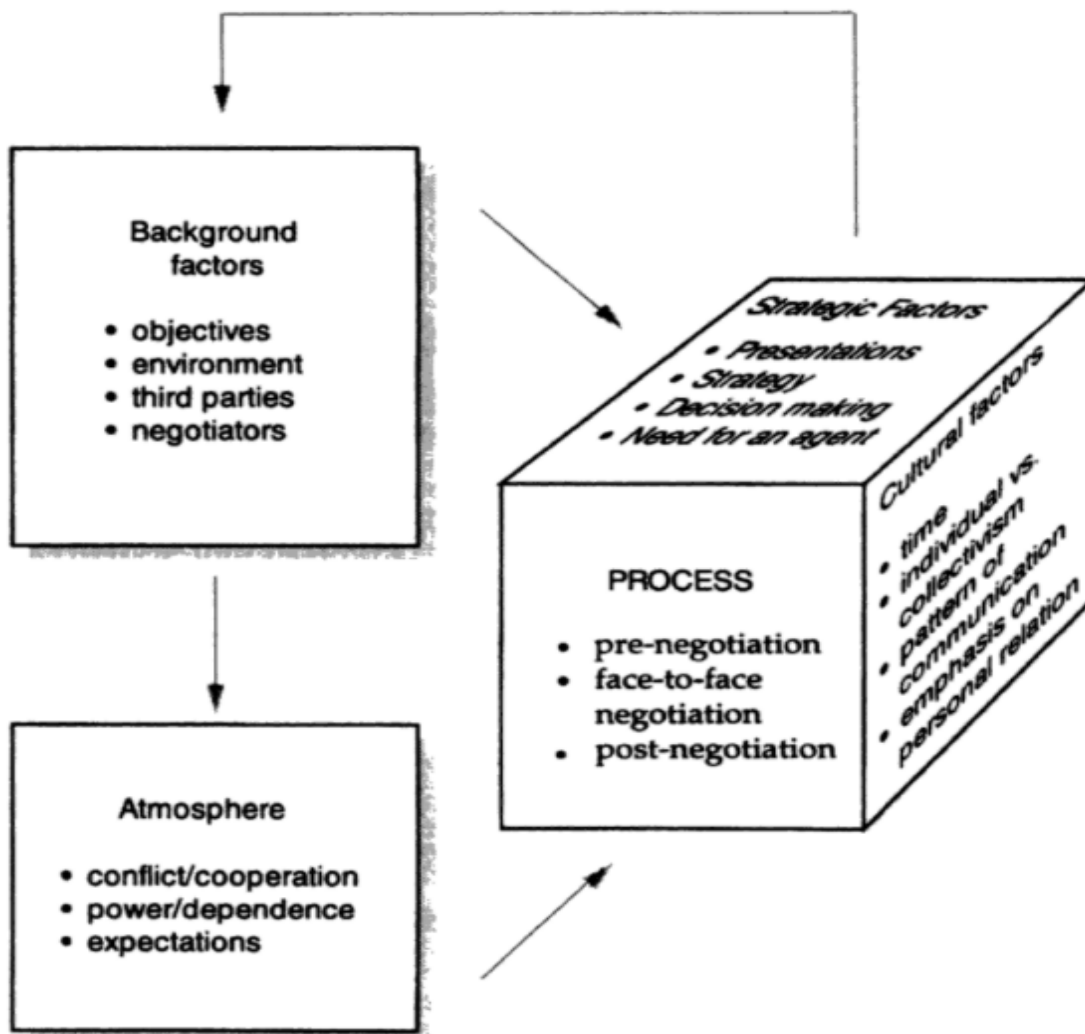 Background
factors
• objectives
• environment
• third parties
• negotiators
Atmosphere
• conflict/cooperation
• power/dependence
• expectations
Strategic Factors
• Presentations
• Strategy
• Decision making
• Need for an agent
PROCESS
• pre-negotiation
• face-to-face
negotiation
• post-negotiation
Cultural factors
• time
• individual vs.
collectivism
• pattern of
communication
• emphasis on
personal relation